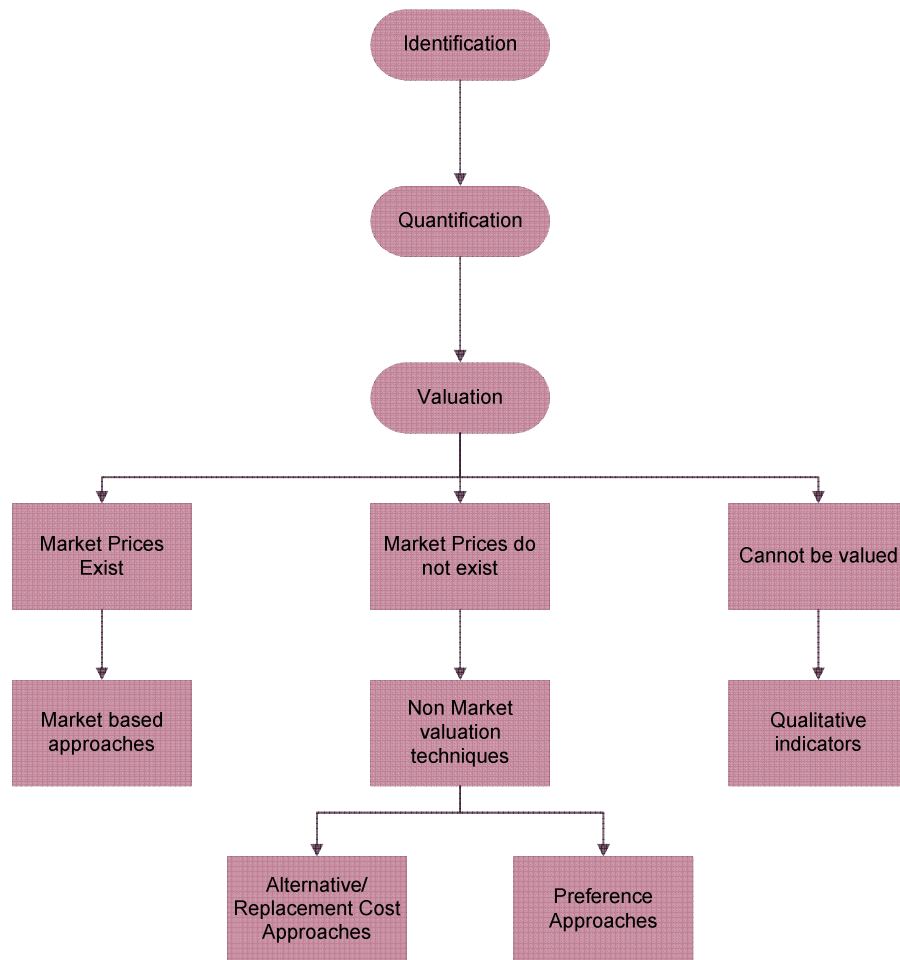 Identification
Quantification
Valuation
Market Prices
Exist
Market Prices do
not exist
Cannot be valued
Market based
approaches
Non Market
valuation
techniques
Qualitative
indicators
Alternative/
Replacement Cost
Approaches
Preference
Approaches